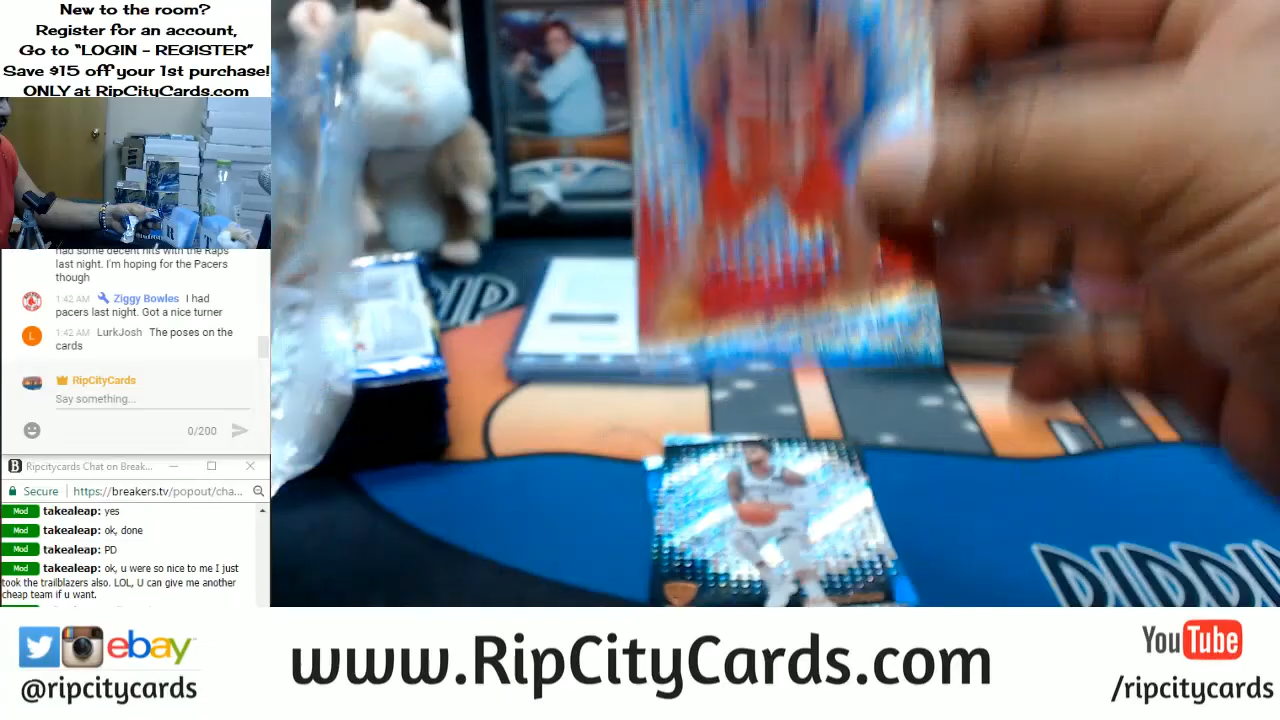 New to the room?
Register for an account,
Go to "LOGIN - REGISTER"
Save $15 off your 1st purchase!
ONLY at RipCityCards.com
had some decent hits with the Raps
last night. I'm hoping for the Pacers
though
1:42 AM Ziggy Bowles I had
pacers last night. Got a nice turner
1:42 AM LurkJosh The poses on the
cards
RipCityCards
Say something...
0/200
Ripcitycards Chat on Break...
Secure https://breakers.tv/popout/cha...
Mod takealeap: yes
Mod takealeap: ok, done
Mod takealeap: PD
Mod takealeap: ok, u were so nice to me I just
took the trailblazers also. LOL, U can give me another
cheap team if u want.
RIP
ebay
@ripcitycards
www.RipCityCards.com
YouTube
/ripcitycards